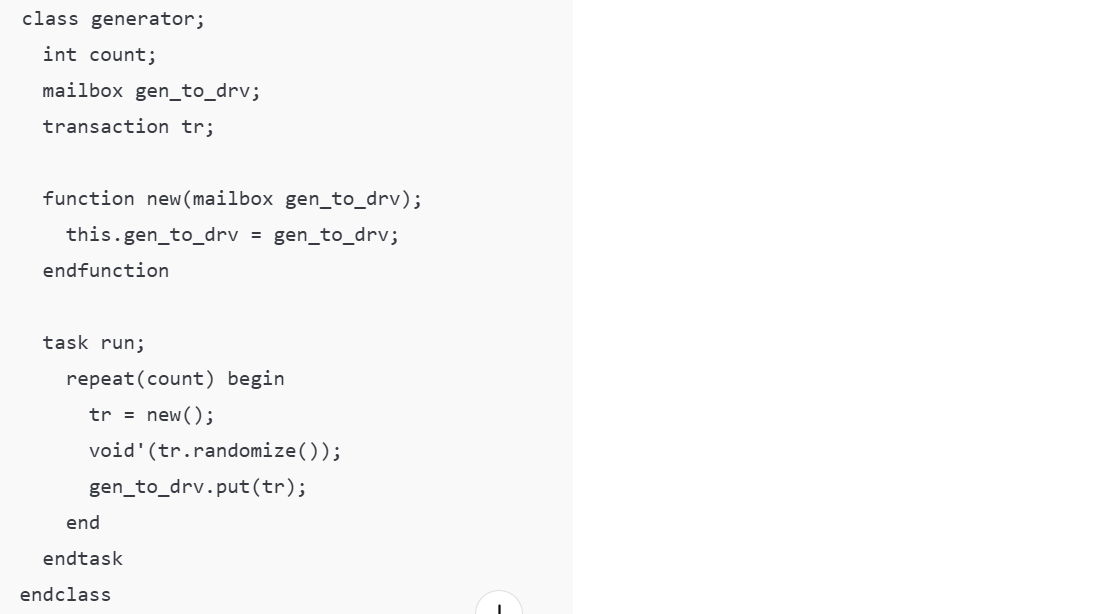 class generator;
  int count;
  mailbox gen_to_drv;
  transaction tr;

  function new(mailbox gen_to_drv);
    this.gen_to_drv = gen_to_drv;
  endfunction

  task run;
    repeat(count) begin
      tr = new();
      void'(tr.randomize());
      gen_to_drv.put(tr);
    end
  endtask
endclass